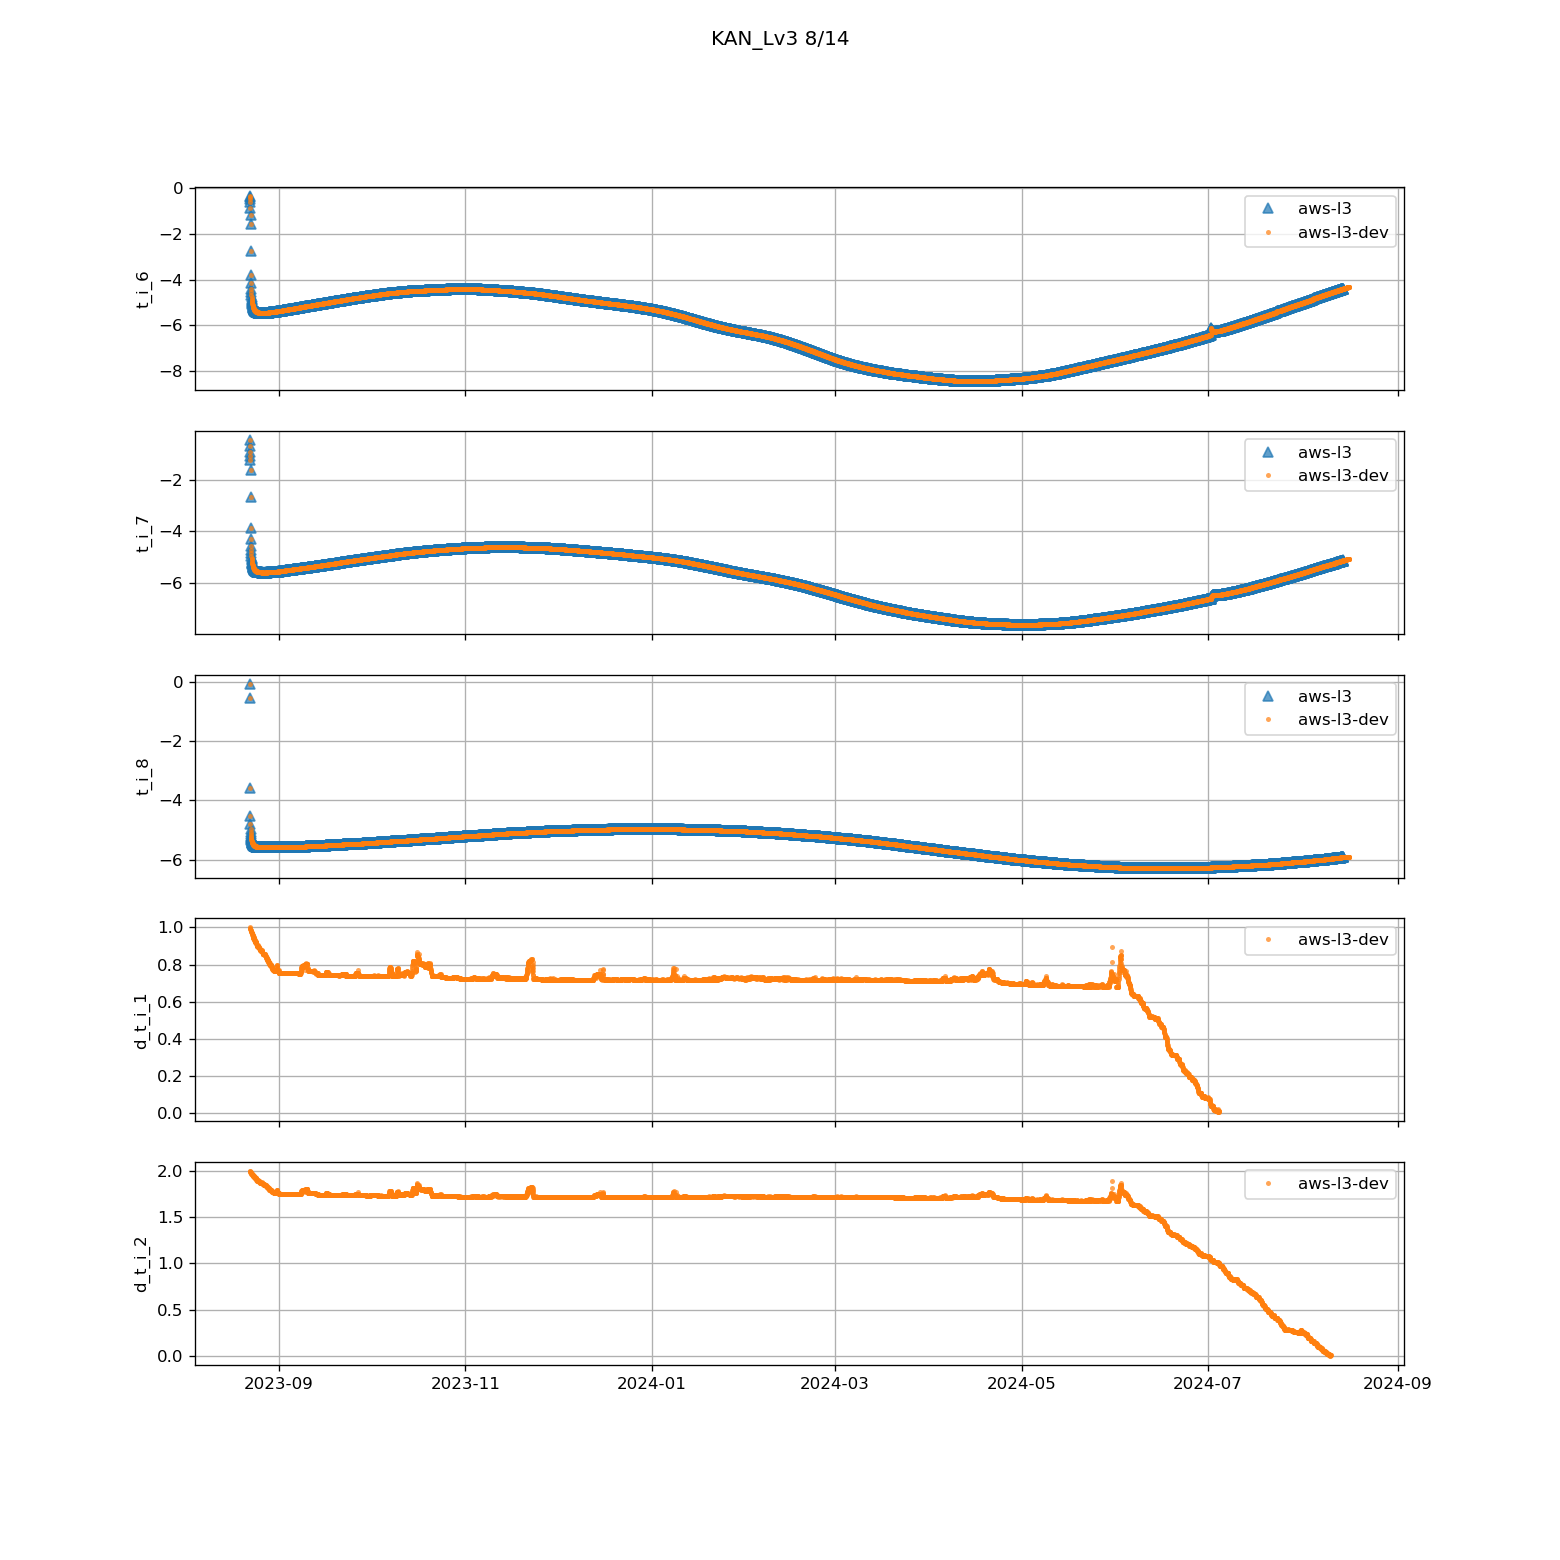 KAN_Lv3 8/14
t_i_6
0
−2
−4
−6
−8
aws-l3
aws-l3-dev
t_i_7
−2
−4
−6
aws-l3
aws-l3-dev
t_i_8
0
−2
−4
−6
aws-l3
aws-l3-dev
d_t_i_1
1.0
0.8
0.6
0.4
0.2
0.0
aws-l3-dev
d_t_i_2
2.0
1.5
1.0
0.5
0.0
aws-l3-dev
2023-09 2023-11 2024-01 2024-03 2024-05 2024-07 2024-09